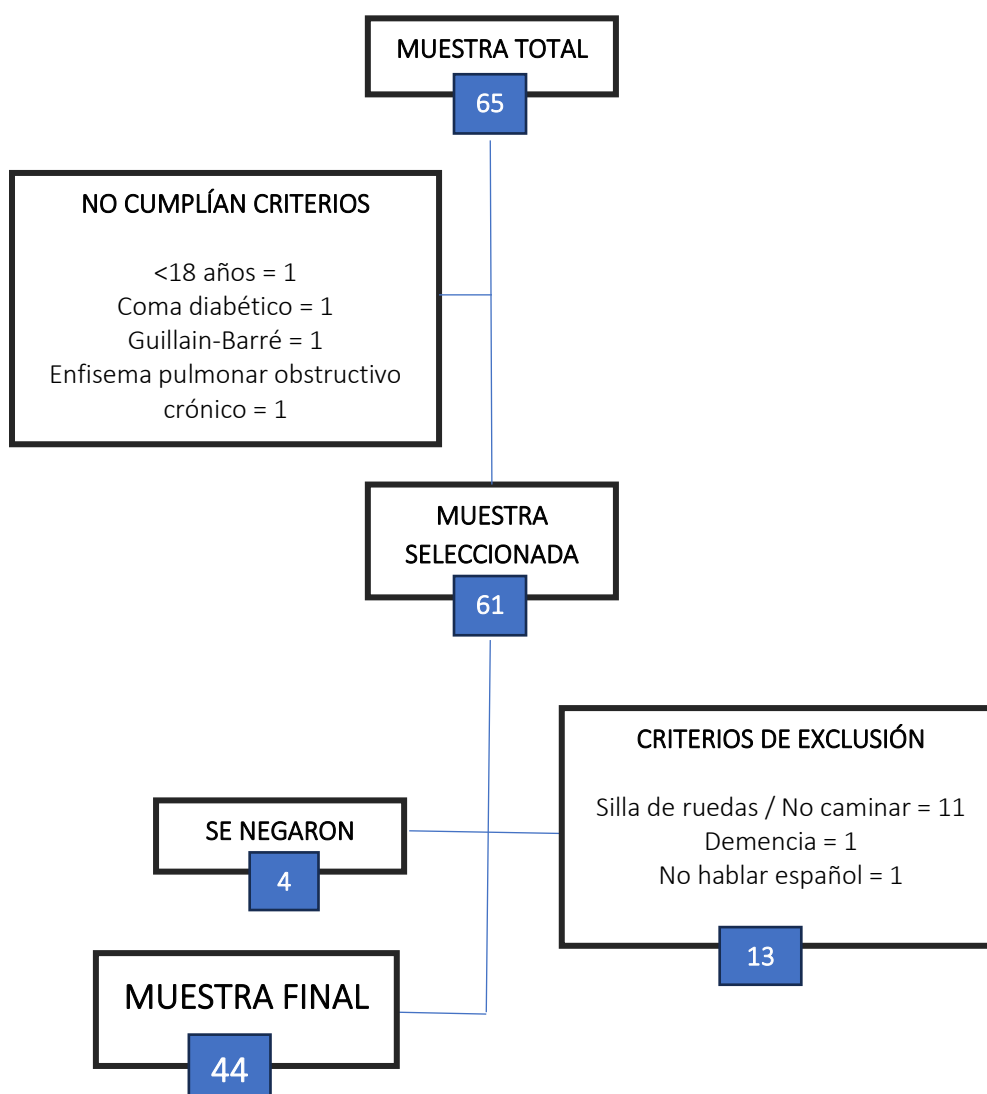 MUESTRA TOTAL
65
NO CUMPLÍAN CRITERIOS
<18 años = 1
Coma diabético = 1
Guillain-Barré = 1
Enfisema pulmonar obstructivo
crónico = 1
MUESTRA
SELECCIONADA
61
CRITERIOS DE EXCLUSIÓN
Silla de ruedas / No caminar = 11
Demencia = 1
No hablar español = 1
13
SE NEGARON
4
MUESTRA FINAL
44